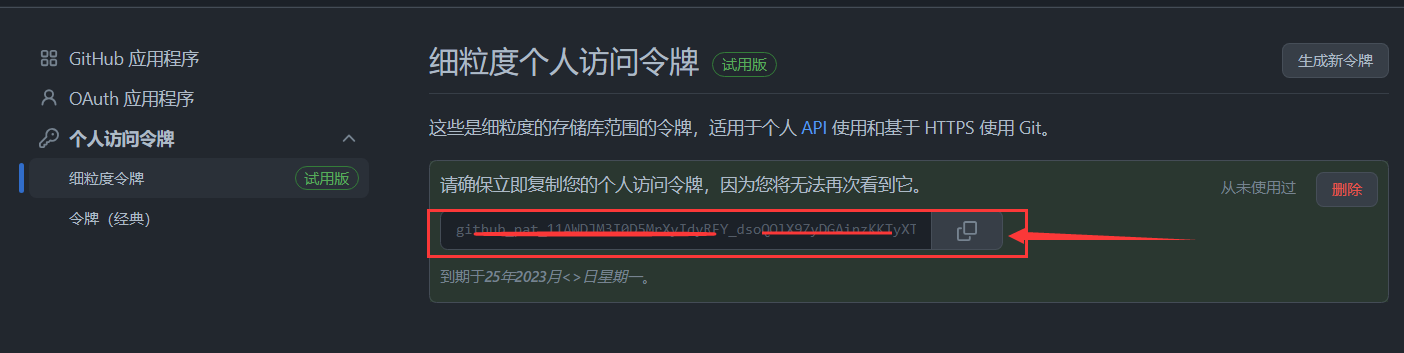 GitHub 应用程序
OAuth 应用程序
个人访问令牌
细粒度令牌 试用版
令牌（经典）
细粒度个人访问令牌 试用版
生成新令牌
这些是细粒度的存储库范围的令牌，适用于个人 API 使用和基于 HTTPS 使用 Git。
请确保立即复制您的个人访问令牌，因为您将无法再次看到它。
从未使用过 删除
到期于25年2023月<>日星期一。